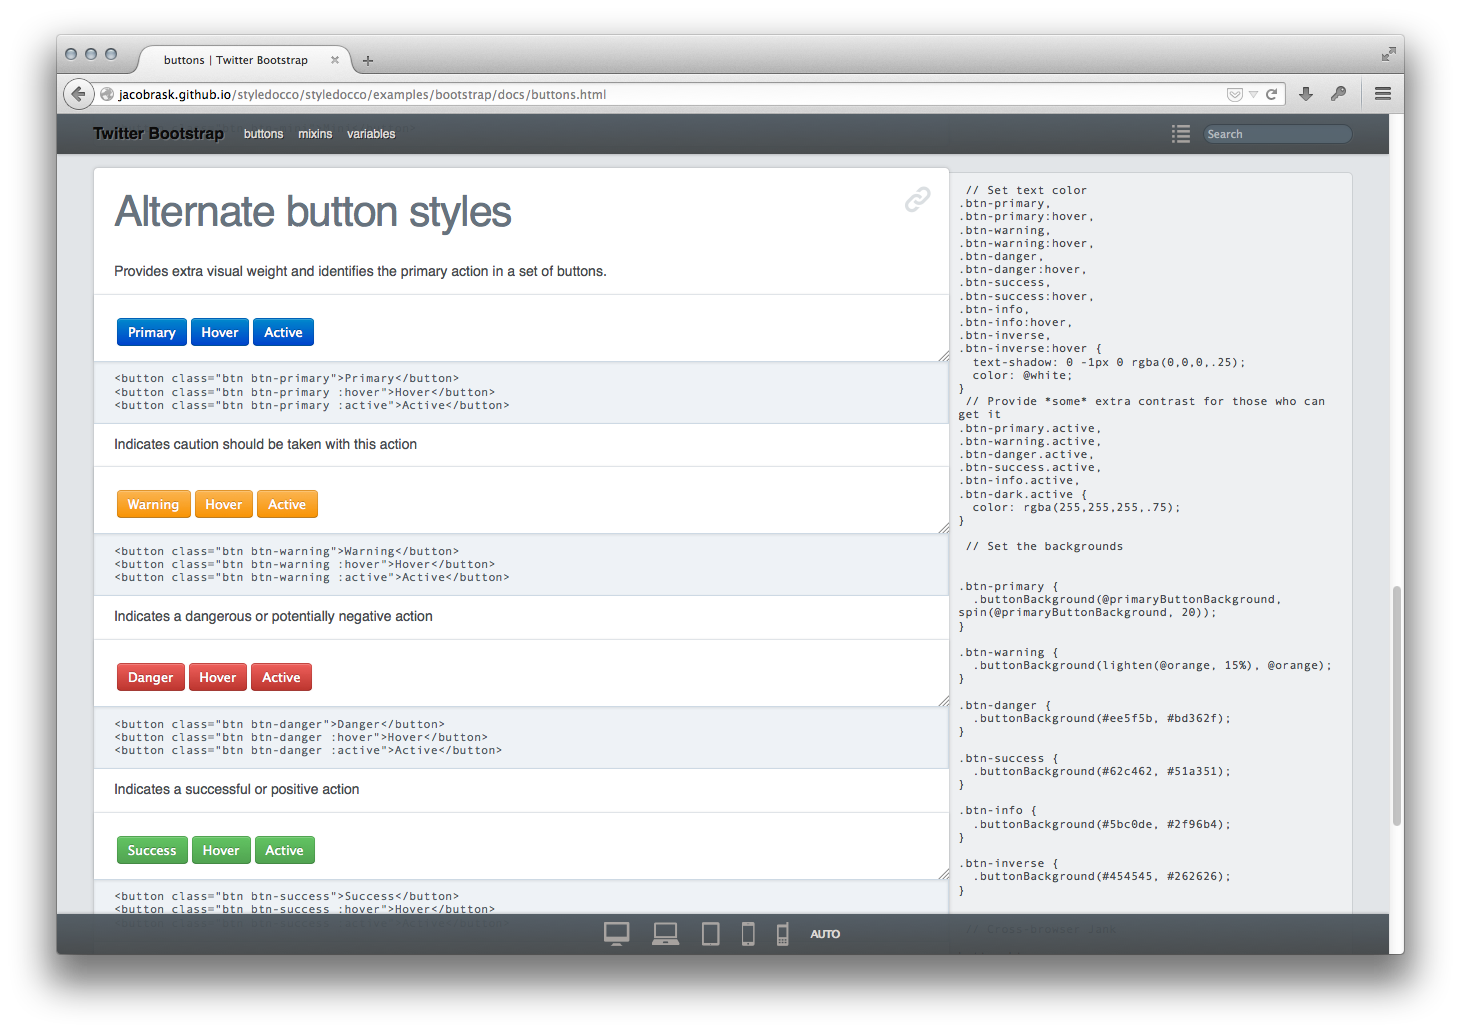 buttons | Twitter Bootstrap
jacobrask.github.io/styledocco/styledocco/examples/bootstrap/docs/buttons.html
Twitter Bootstrap buttons mixins variables
Search
Alternate button styles
Provides extra visual weight and identifies the primary action in a set of buttons.
Primary Hover Active
<button class="btn btn-primary">Primary</button>
<button class="btn btn-primary :hover">Hover</button>
<button class="btn btn-primary :active">Active</button>
Indicates caution should be taken with this action
Warning Hover Active
<button class="btn btn-warning">Warning</button>
<button class="btn btn-warning :hover">Hover</button>
<button class="btn btn-warning :active">Active</button>
Indicates a dangerous or potentially negative action
Danger Hover Active
<button class="btn btn-danger">Danger</button>
<button class="btn btn-danger :hover">Hover</button>
<button class="btn btn-danger :active">Active</button>
Indicates a successful or positive action
Success Hover Active
<button class="btn btn-success">Success</button>
<button class="btn btn-success :hover">Hover</button>
// Set text color
.btn-primary,
.btn-primary:hover,
.btn-warning,
.btn-warning:hover,
.btn-danger,
.btn-danger:hover,
.btn-success,
.btn-success:hover,
.btn-info,
.btn-info:hover,
.btn-inverse,
.btn-inverse:hover {
text-shadow: 0 -1px 0 rgba(0,0,0,.25);
color: @white;
}
// Provide *some* extra contrast for those who can
get it
.btn-primary.active,
.btn-warning.active,
.btn-danger.active,
.btn-success.active,
.btn-info.active,
.btn-dark.active {
color: rgba(255,255,255,.75);
}
// Set the backgrounds
.btn-primary {
.buttonBackground(@primaryButtonBackground,
spin(@primaryButtonBackground, 20));
}
.btn-warning {
.buttonBackground(lighten(@orange, 15%), @orange);
}
.btn-danger {
.buttonBackground(#ee5f5b, #bd362f);
}
.btn-success {
.buttonBackground(#62c462, #51a351);
}
.btn-info {
.buttonBackground(#5bc0de, #2f96b4);
}
.btn-inverse {
.buttonBackground(#454545, #262626);
}
// Cross-browser Jank
AUTO